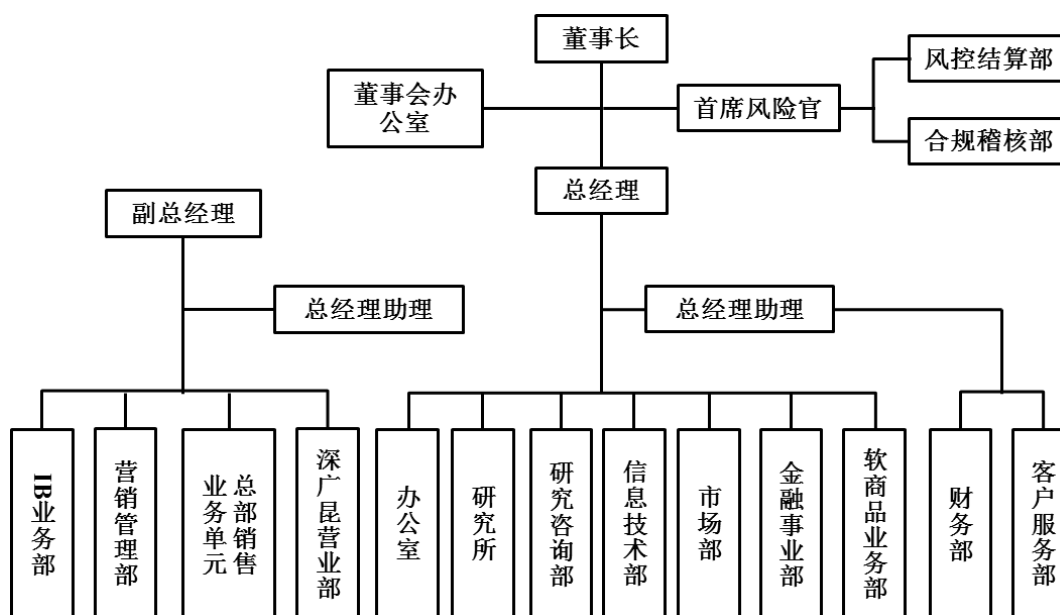 董事长
董事会办
公室
首席风险官
风控结算部
合规稽核部
总经理
副总经理
总经理助理
总经理助理
IB业务部
营销管理部
总部销售
业务单元
深广昆营业部
办公室
研究所
研究咨询部
信息技术部
市场部
金融事业部
软商品业务部
财务部
客户服务部